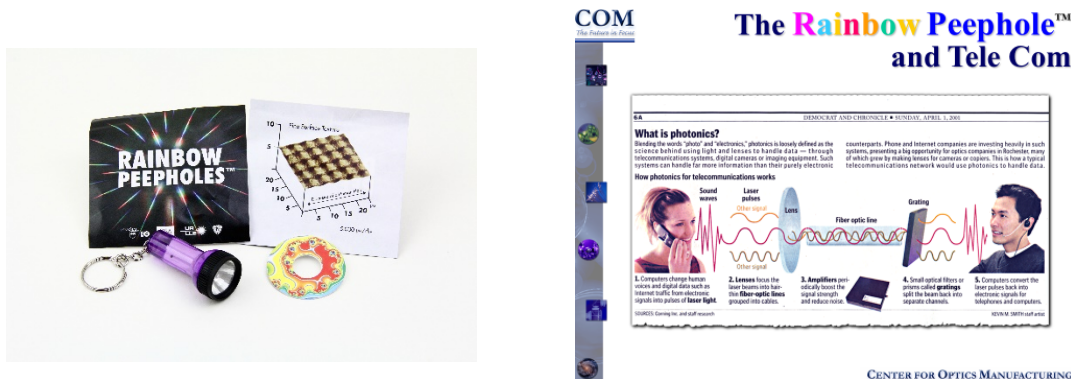 RAINBOW
PEEPHOLES™
10
5
20
15
10
5
5
10
15
20
COM
The Future in Focus
The Rainbow Peephole™
and Tele Com
6A
DEMOCRAT AND CHRONICLE • SUNDAY, APRIL 1, 2001
What is photonics?
Blending the words "photo" and "electronics," photonics is loosely defined as the
science behind using light and lenses to handle data — through
telecommunications systems, digital cameras or imaging equipment. Such
systems can handle far more information than their purely electronic
counterparts. Phone and Internet companies are investing heavily in such
systems, presenting a big opportunity for optics companies in Rochester, many
of which grew by making lenses for cameras or copiers. This is how a typical
telecommunications network would use photonics to handle data.
How photonics for telecommunications works
Sound
waves
Laser
pulses
Other signal
Lens
Fiber optic line
Grating
Other signal
1. Computers change human
voices and digital data such as
Internet traffic from electronic
signals into pulses of laser light.
2. Lenses focus the
laser beams into hair-
thin fiber-optic lines
grouped into cables.
3. Amplifiers peri-
odically boost the
signal strength
and reduce noise.
4. Small optical filters or
prisms called gratings
split the beam back into
separate channels.
5. Computers convert the
laser pulses back into
electronic signals for
telephones and computers.
SOURCES: Corning Inc. and staff research
KEVIN M. SMITH staff artist
CENTER FOR OPTICS MANUFACTURING